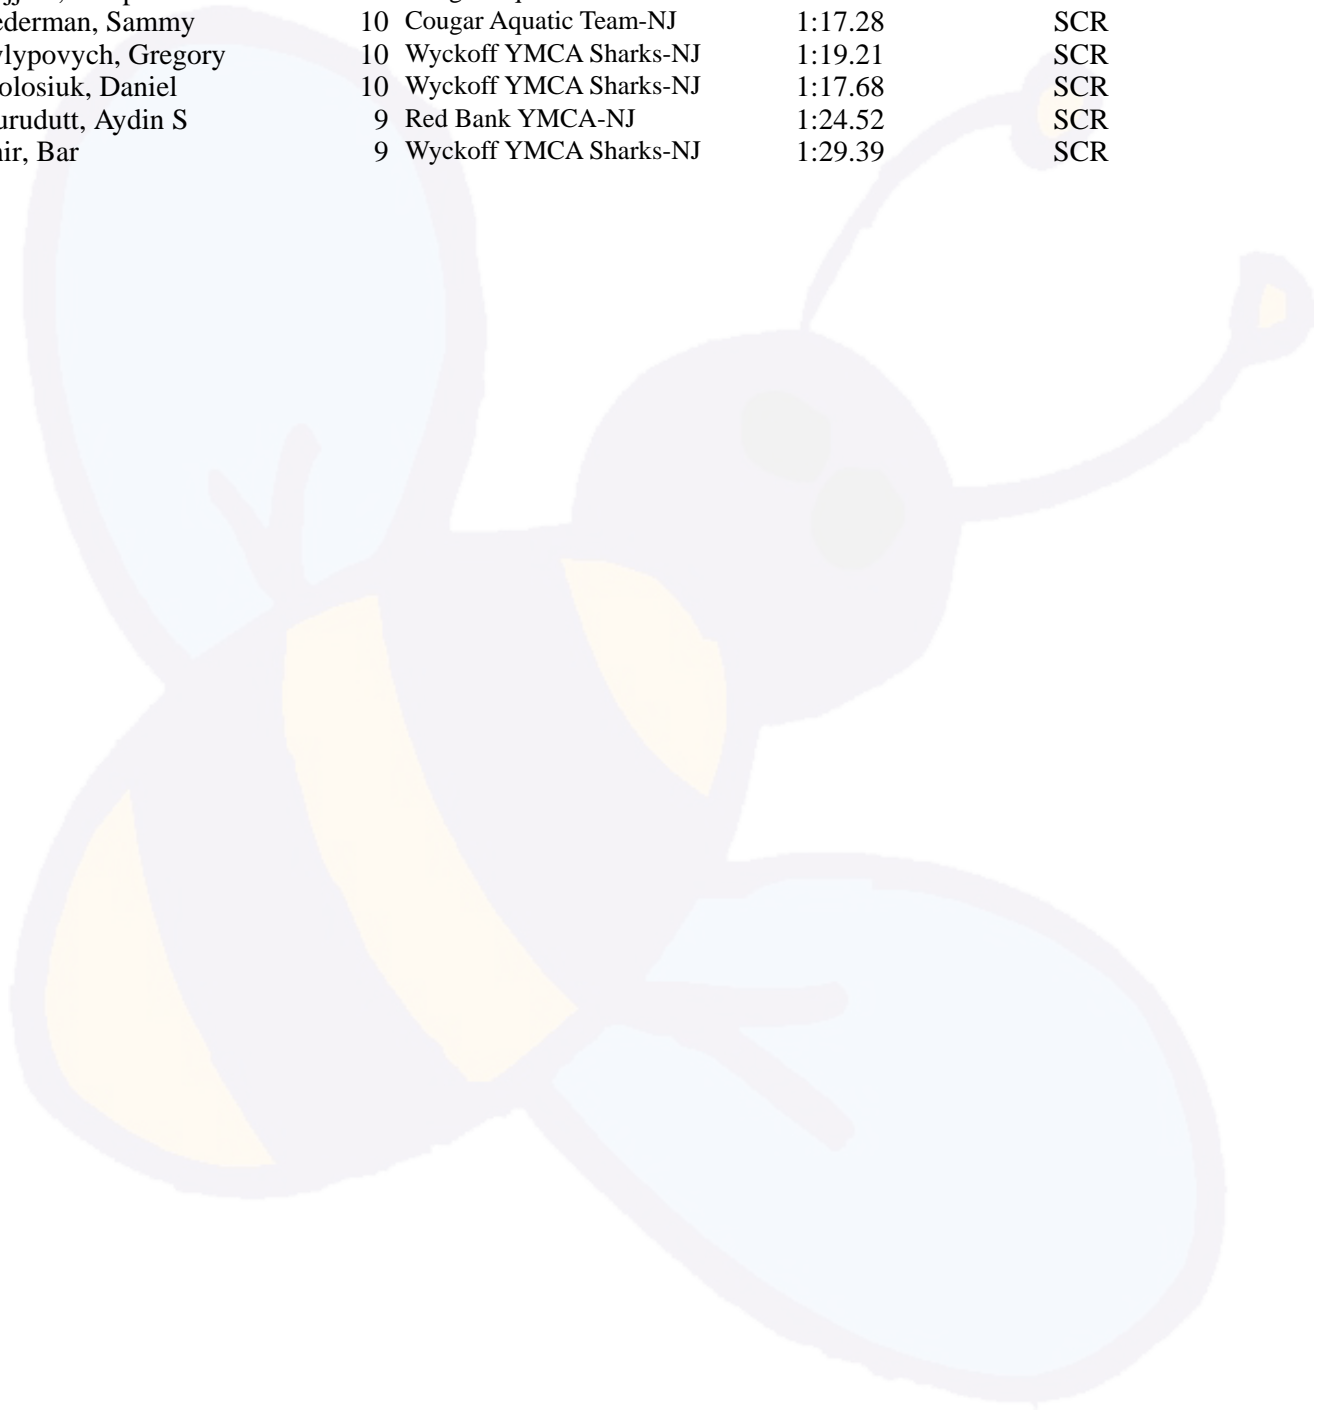 ederman, Sammy 10 Cougar Aquatic Team-NJ 1:17.28 SCR
lypovych, Gregory 10 Wyckoff YMCA Sharks-NJ 1:19.21 SCR
olosiuk, Daniel 10 Wyckoff YMCA Sharks-NJ 1:17.68 SCR
urudutt, Aydin S 9 Red Bank YMCA-NJ 1:24.52 SCR
ir, Bar 9 Wyckoff YMCA Sharks-NJ 1:29.39 SCR